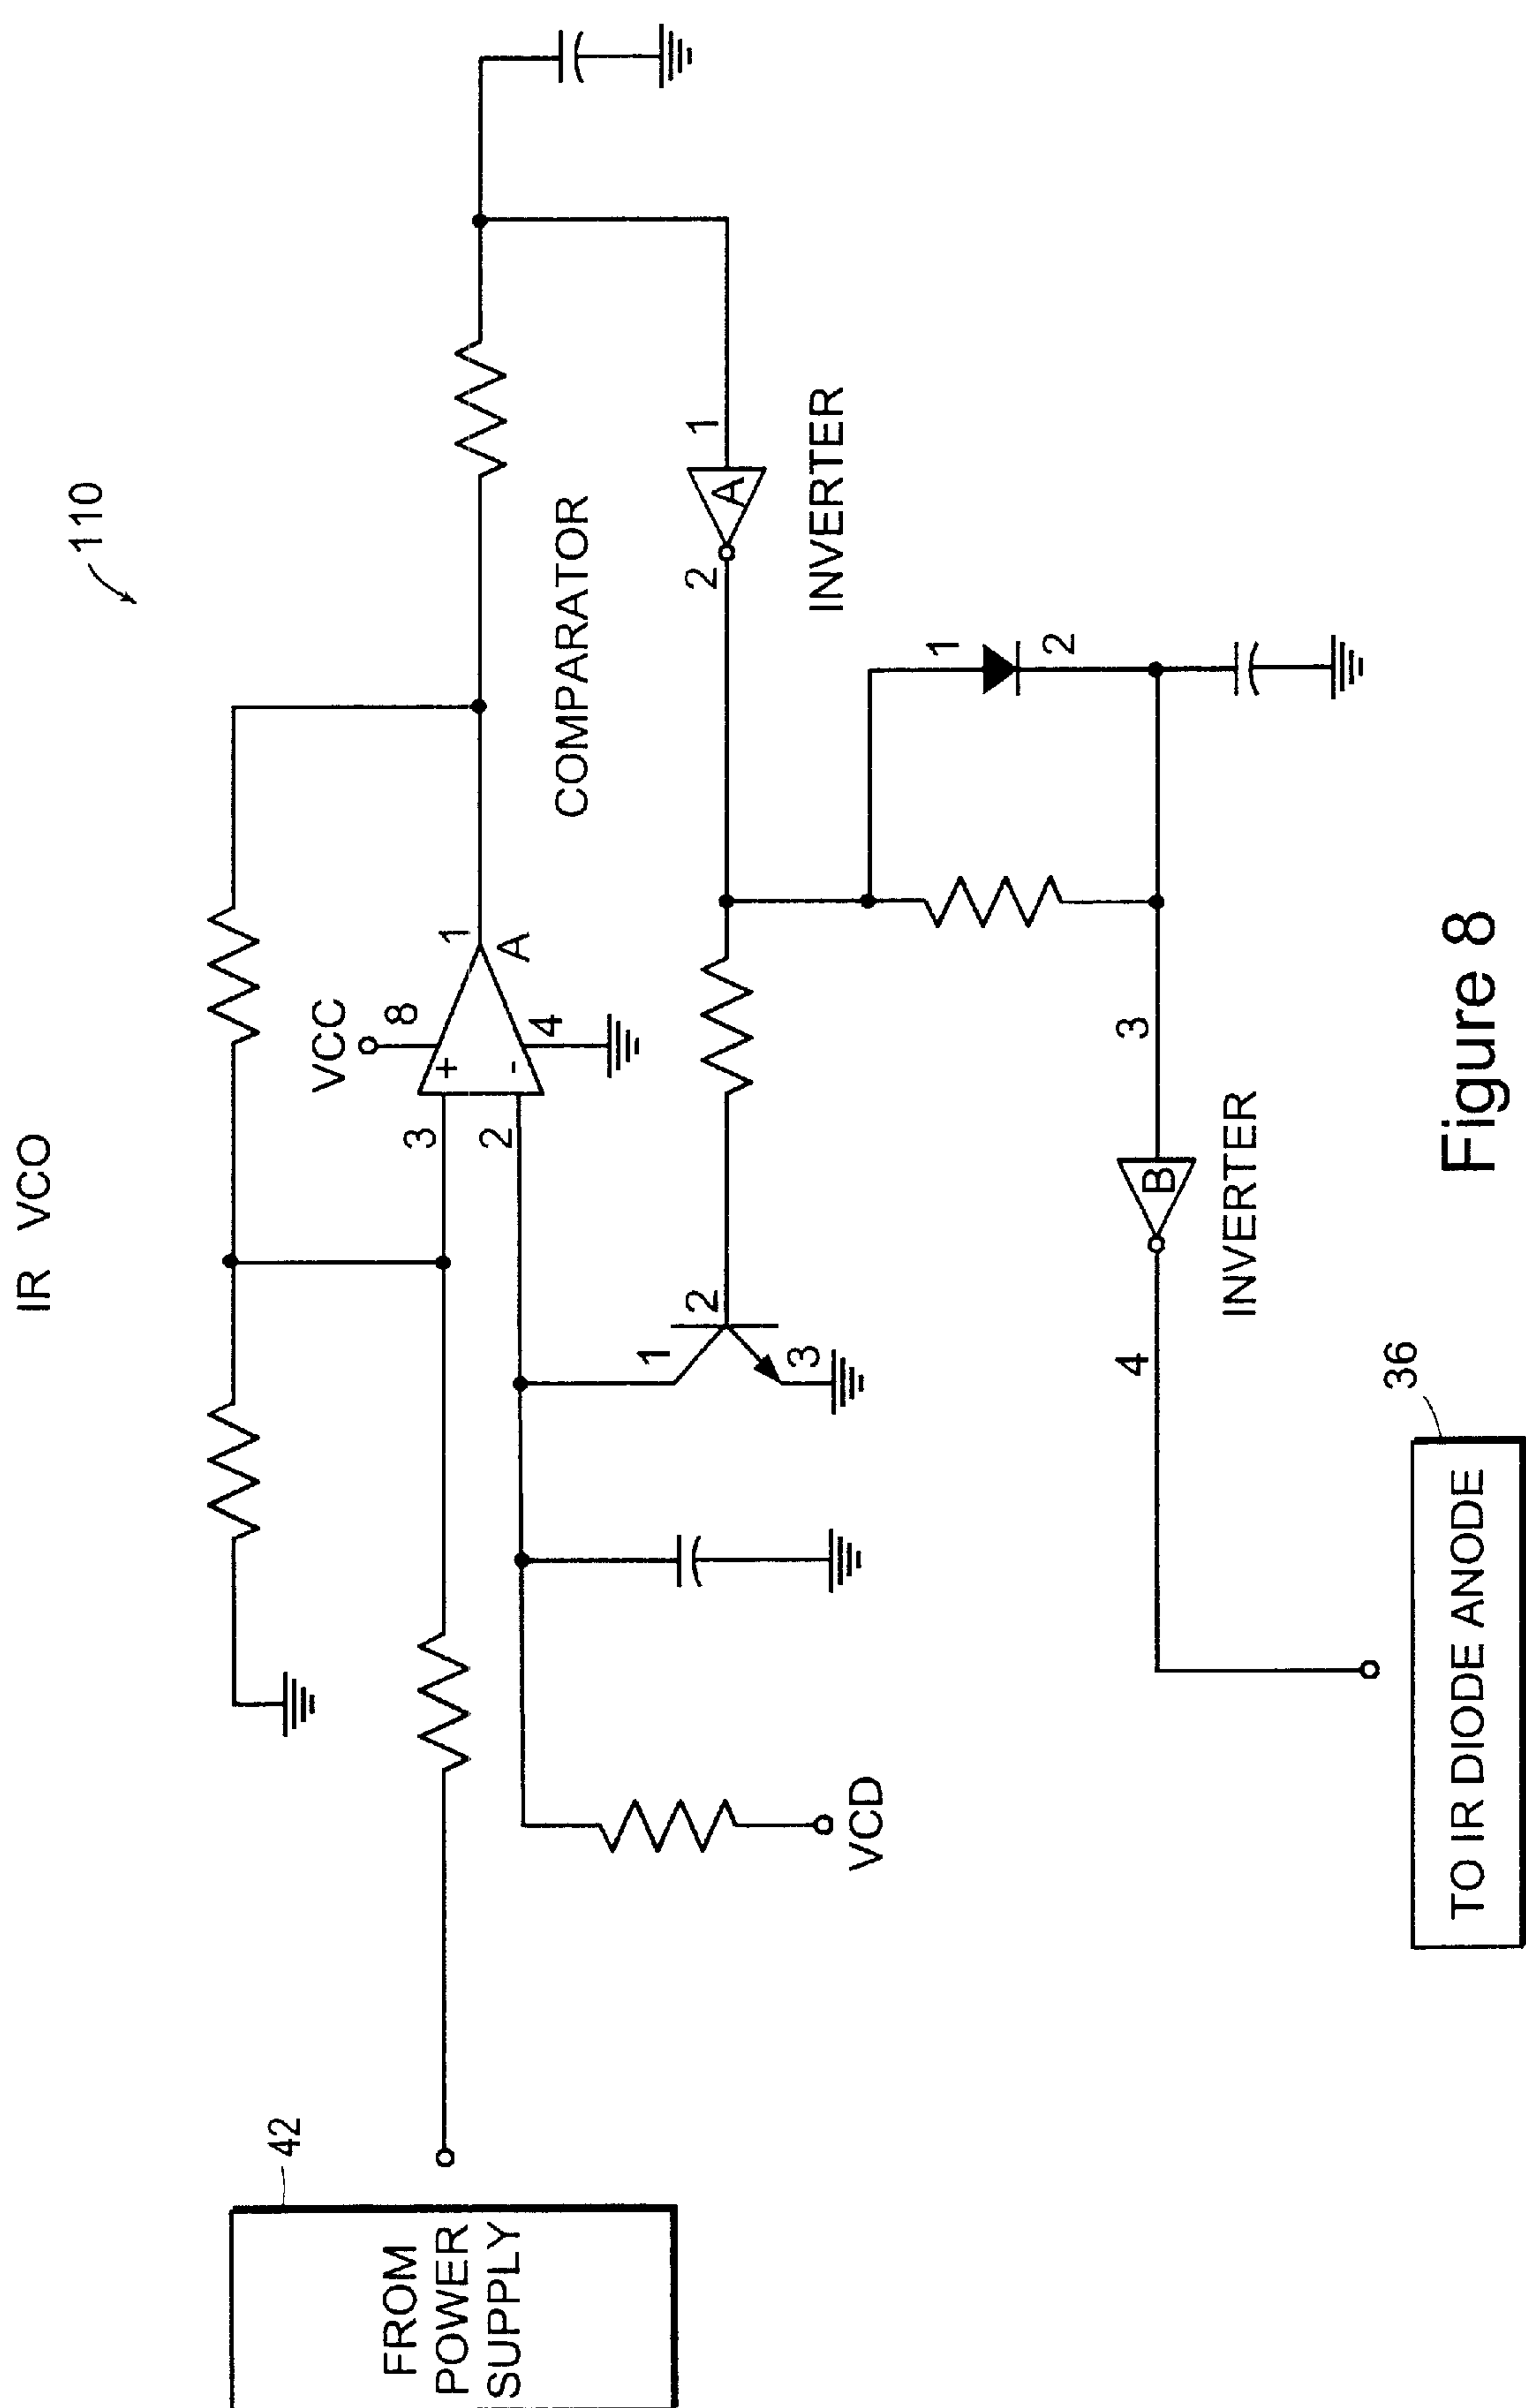 IR VCO
110
VCC
8
3
+
1
A
2
-
4
COMPARATOR
1
A
2
INVERTER
1
2
3
1
2
VCD
3
B
4
INVERTER
42
FROM
POWER
SUPPLY
36
TO IR DIODE ANODE
Figure 8